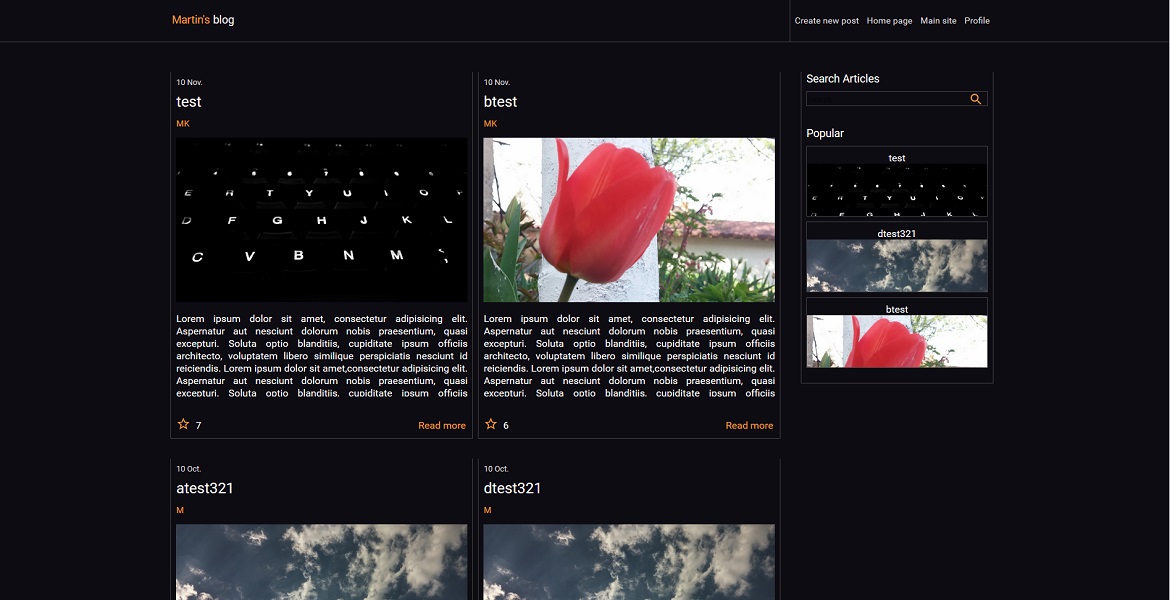 Martin's blog
Create new post Home page Main site Profile
10 Nov.
test
MK
E R T Y U I O
D F G H J K L
C V B N M
Lorem ipsum dolor sit amet, consectetur adipisicing elit.
Aspernatur aut nesciunt dolorum nobis praesentium, quasi
excepturi. Soluta optio blanditiis, cupiditate ipsum officiis
architecto, voluptatem libero similique perspiciatis nesciunt id
reiciendis. Lorem ipsum dolor sit amet,consectetur adipisicing elit.
Aspernatur aut nesciunt dolorum nobis praesentium, quasi
excepturi. Soluta optio blanditiis, cupiditate ipsum officiis
7 Read more
10 Nov.
btest
MK
Lorem ipsum dolor sit amet, consectetur adipisicing elit.
Aspernatur aut nesciunt dolorum nobis praesentium, quasi
excepturi. Soluta optio blanditiis, cupiditate ipsum officiis
architecto, voluptatem libero similique perspiciatis nesciunt id
reiciendis. Lorem ipsum dolor sit amet,consectetur adipisicing elit.
Aspernatur aut nesciunt dolorum nobis praesentium, quasi
excepturi. Soluta optio blanditiis, cupiditate ipsum officiis
6 Read more
10 Oct.
atest321
M
10 Oct.
dtest321
M
Search Articles
Popular
test
E R T Y U I O
D F G H J K L
dtest321
btest